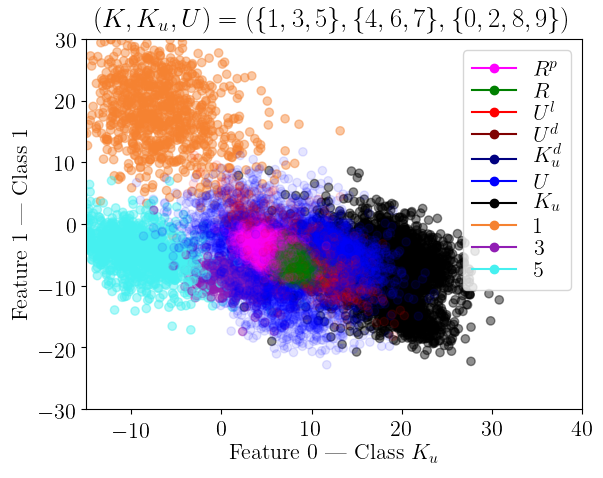 (K, K_u, U) = ({1, 3, 5}, {4, 6, 7}, {0, 2, 8, 9})
30
20
10
0
−10
−20
−30
Feature 1 — Class 1
R^p
R
U^l
U^d
K_u^d
U
K_u
1
3
5
−10 0 10 20 30 40
Feature 0 — Class K_u